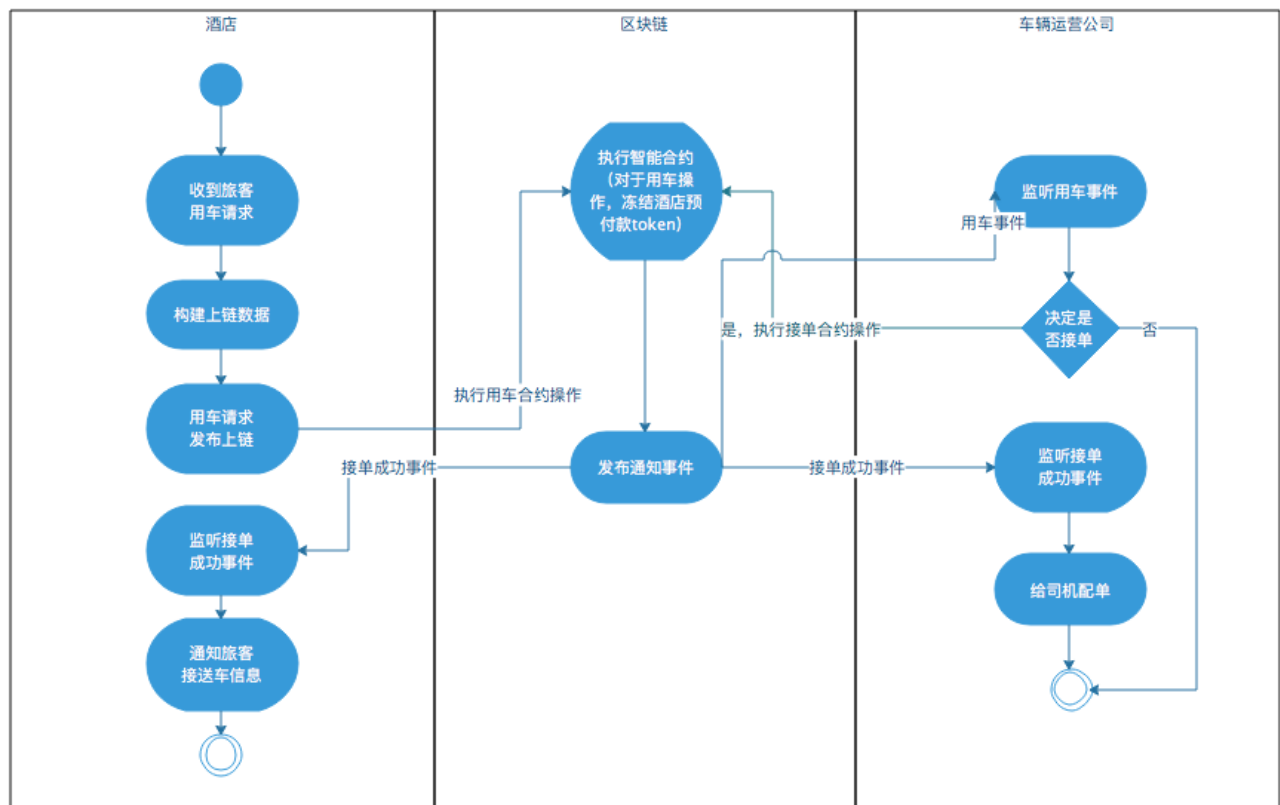 酒店
区块链
车辆运营公司
收到旅客
用车请求
构建上链数据
用车请求
发布上链
执行用车合约操作
接单成功事件
监听接单
成功事件
通知旅客
接送车信息
执行智能合约
（对于用车操
作，冻结酒店预
付款token）
发布通知事件
监听用车事件
用车事件
决定是
否接单
是，执行接单合约操作
否
接单成功事件
监听接单
成功事件
给司机配单